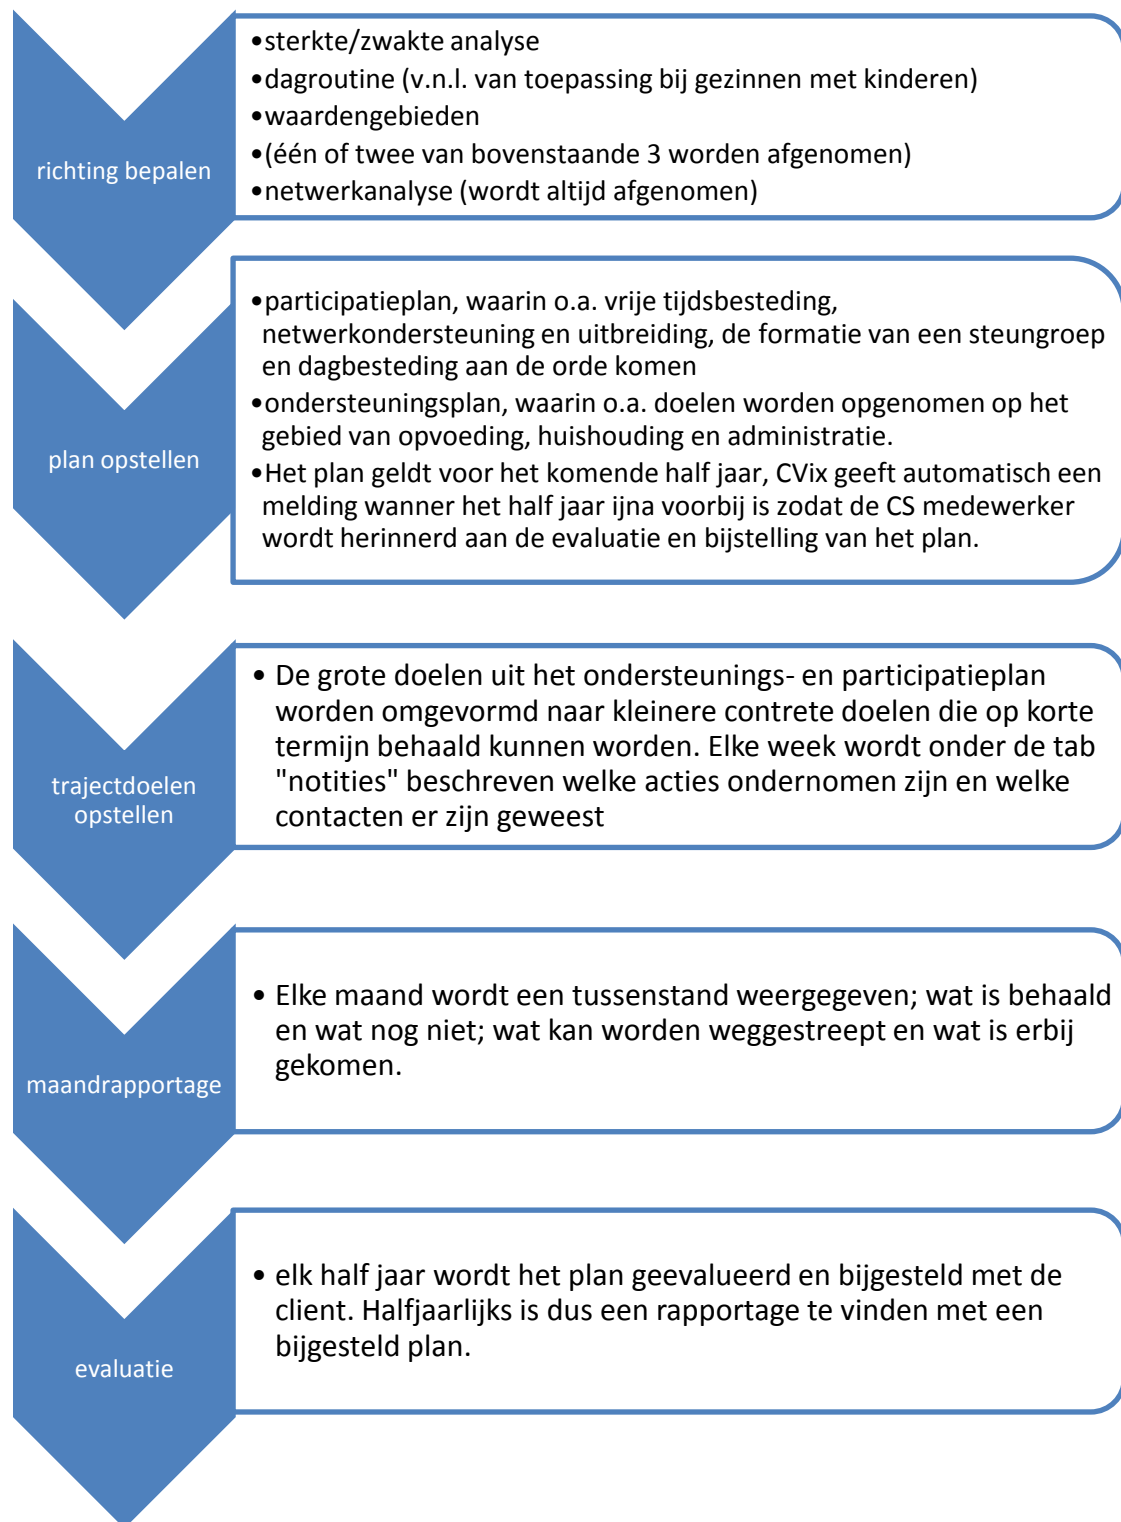 richting bepalen
•sterkte/zwakte analyse
•dagroutine (v.n.l. van toepassing bij gezinnen met kinderen)
•waardengebieden
•(één of twee van bovenstaande 3 worden afgenomen)
•netwerkanalyse (wordt altijd afgenomen)
plan opstellen
•participatieplan, waarin o.a. vrije tijdsbesteding,
netwerkondersteuning en uitbreiding, de formatie van een steungroep
en dagbesteding aan de orde komen
•ondersteuningsplan, waarin o.a. doelen worden opgenomen op het
gebied van opvoeding, huishouding en administratie.
•Het plan geldt voor het komende half jaar, CVix geeft automatisch een
melding wanner het half jaar ijna voorbij is zodat de CS medewerker
wordt herinnerd aan de evaluatie en bijstelling van het plan.
trajectdoelen
opstellen
• De grote doelen uit het ondersteunings- en participatieplan
worden omgevormd naar kleinere contrete doelen die op korte
termijn behaald kunnen worden. Elke week wordt onder de tab
"notities" beschreven welke acties ondernomen zijn en welke
contacten er zijn geweest
maandrapportage
• Elke maand wordt een tussenstand weergegeven; wat is behaald
en wat nog niet; wat kan worden weggestreept en wat is erbij
gekomen.
evaluatie
• elk half jaar wordt het plan geevalueerd en bijgesteld met de
client. Halfjaarlijks is dus een rapportage te vinden met een
bijgesteld plan.